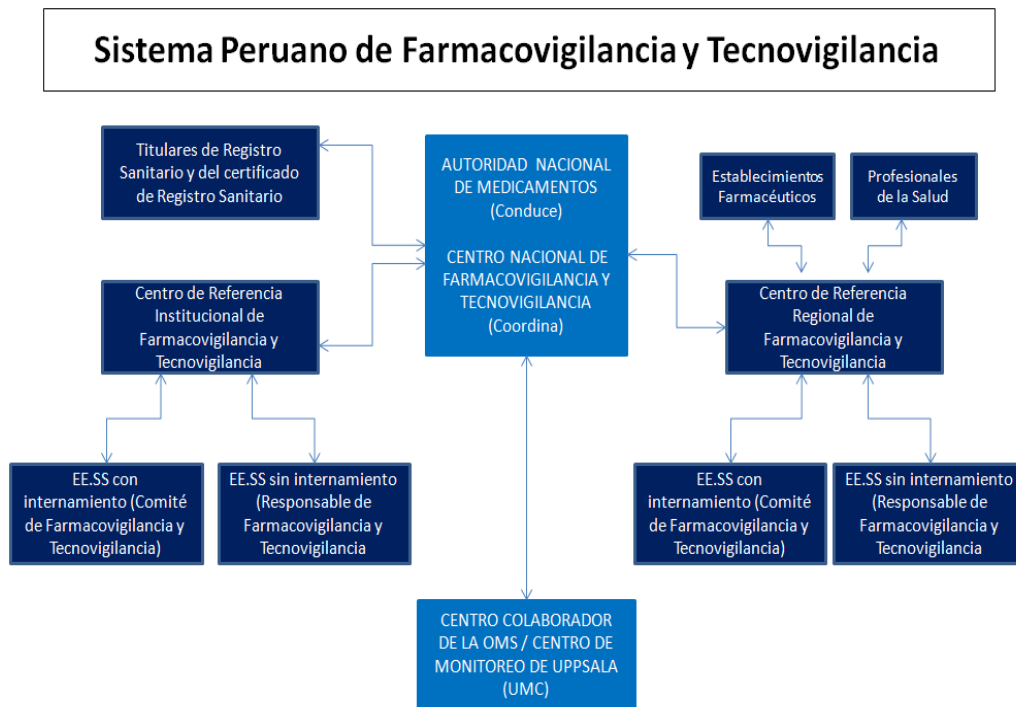 Sistema Peruano de Farmacovigilancia y Tecnovigilancia
Titulares de Registro
Sanitario y del certificado
de Registro Sanitario
AUTORIDAD NACIONAL
DE MEDICAMENTOS
(Conduce)
CENTRO NACIONAL DE
FARMACOVIGILANCIA Y
TECNOVIGILANCIA
(Coordina)
Establecimientos
Farmacéuticos
Profesionales
de la Salud
Centro de Referencia
Institucional de
Farmacovigilancia y
Tecnovigilancia
Centro de Referencia
Regional de
Farmacovigilancia y
Tecnovigilancia
EE.SS con
internamiento (Comité
de Farmacovigilancia y
Tecnovigilancia)
EE.SS sin internamiento
(Responsable de
Farmacovigilancia y
Tecnovigilancia
EE.SS con
internamiento (Comité
de Farmacovigilancia y
Tecnovigilancia)
EE.SS sin internamiento
(Responsable de
Farmacovigilancia y
Tecnovigilancia
CENTRO COLABORADOR
DE LA OMS / CENTRO DE
MONITOREO DE UPPSALA
(UMC)